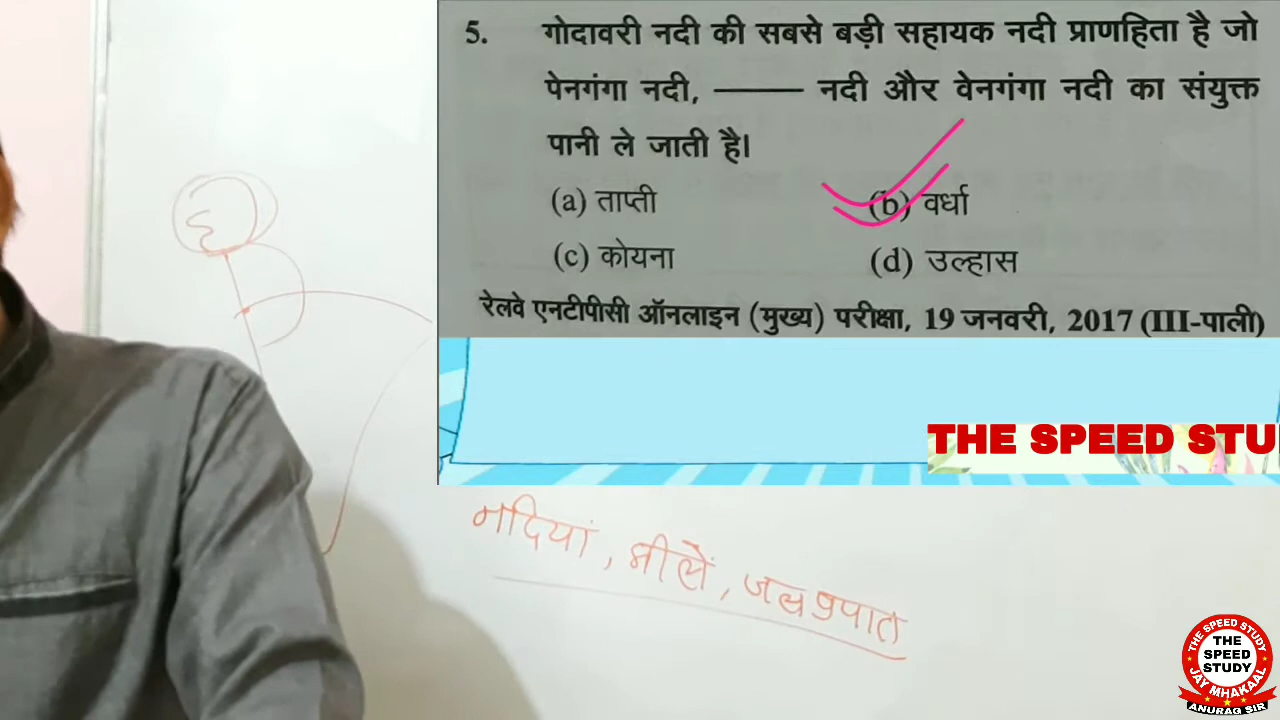 5. गोदावरी नदी की सबसे बड़ी सहायक नदी प्राणहिता है जो
पेनगंगा नदी, ——— नदी और वेनगंगा नदी का संयुक्त
पानी ले जाती है।
(a) ताप्ती (b) वर्धा
(c) कोयना (d) उल्हास
रेलवे एनटीपीसी ऑनलाइन (मुख्य) परीक्षा, 19 जनवरी, 2017 (III-पाली)
THE SPEED STU
नदियां, झीलें, जलप्रपात
THE SPEED STUDY
THE
SPEED
STUDY
JAY MHAKAAL
ANURAG SIR